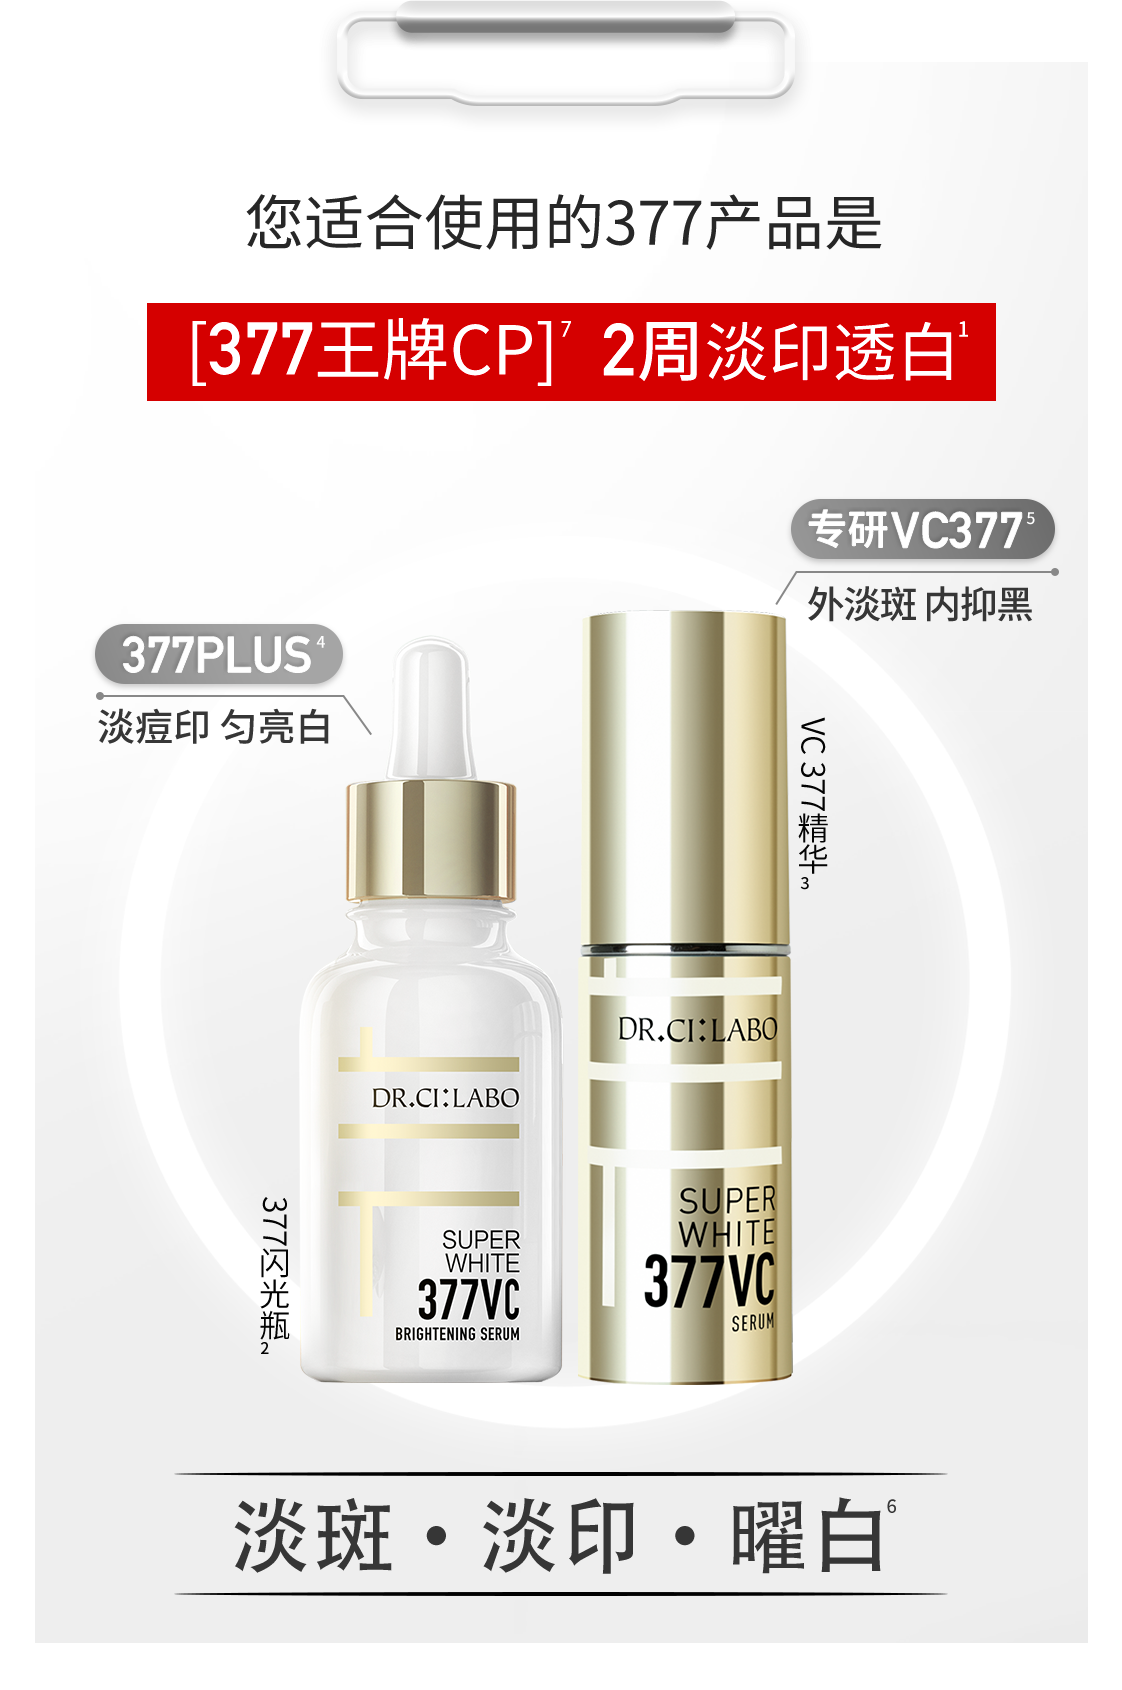 您适合使用的377产品是
[377王牌CP]7 2周淡印透白1
专研VC3775
外淡斑 内抑黑
377PLUS4
淡痘印 匀亮白
VC 377精华3
DR.CI:LABO
SUPER
WHITE
377VC
SERUM
DR.CI:LABO
SUPER
WHITE
377VC
BRIGHTENING SERUM
377闪光瓶2
淡斑·淡印·曜白6